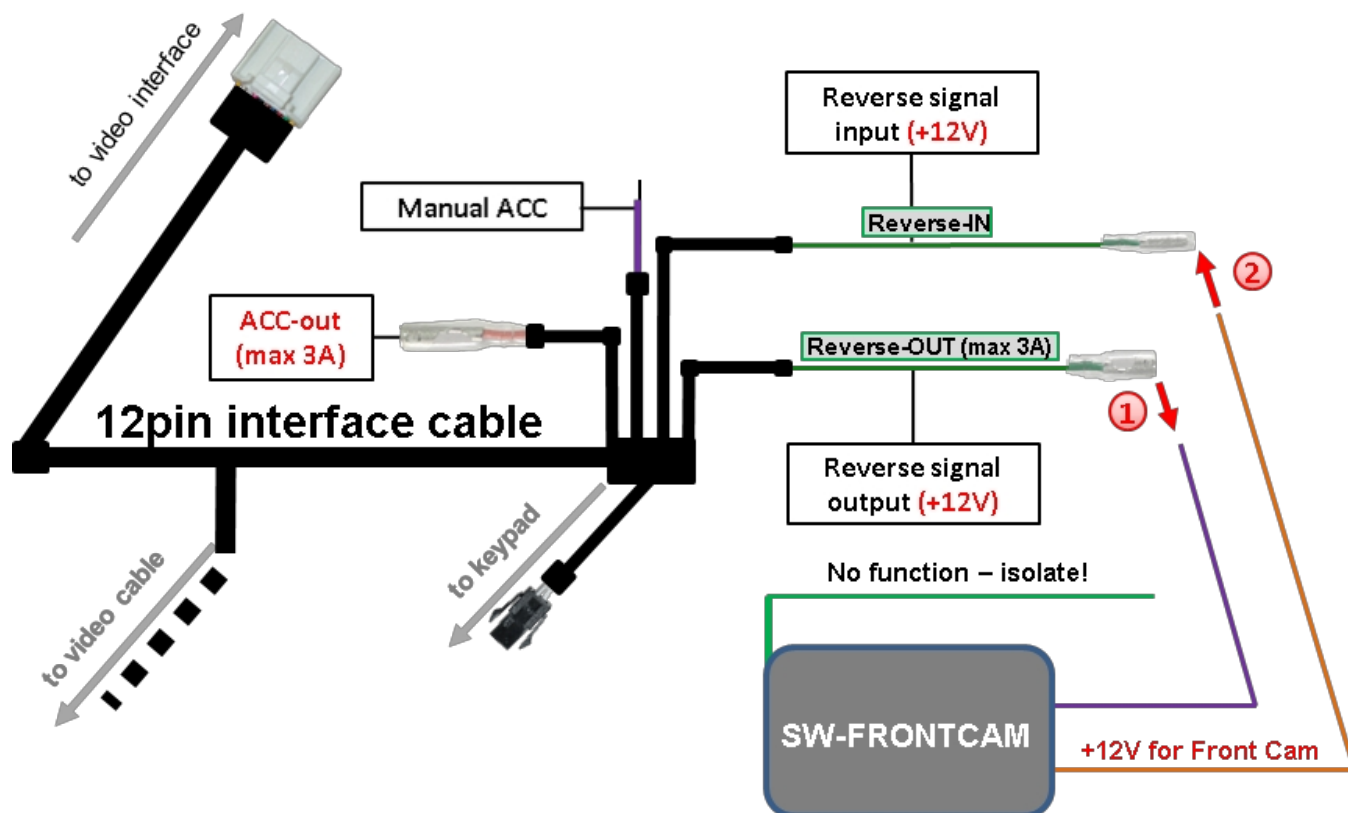 to video interface
Reverse signal
input (+12V)
Manual ACC
Reverse-IN
2
ACC-out
(max 3A)
Reverse-OUT (max 3A)
1
12pin interface cable
Reverse signal
output (+12V)
to keypad
to video cable
No function – isolate!
SW-FRONTCAM
+12V for Front Cam